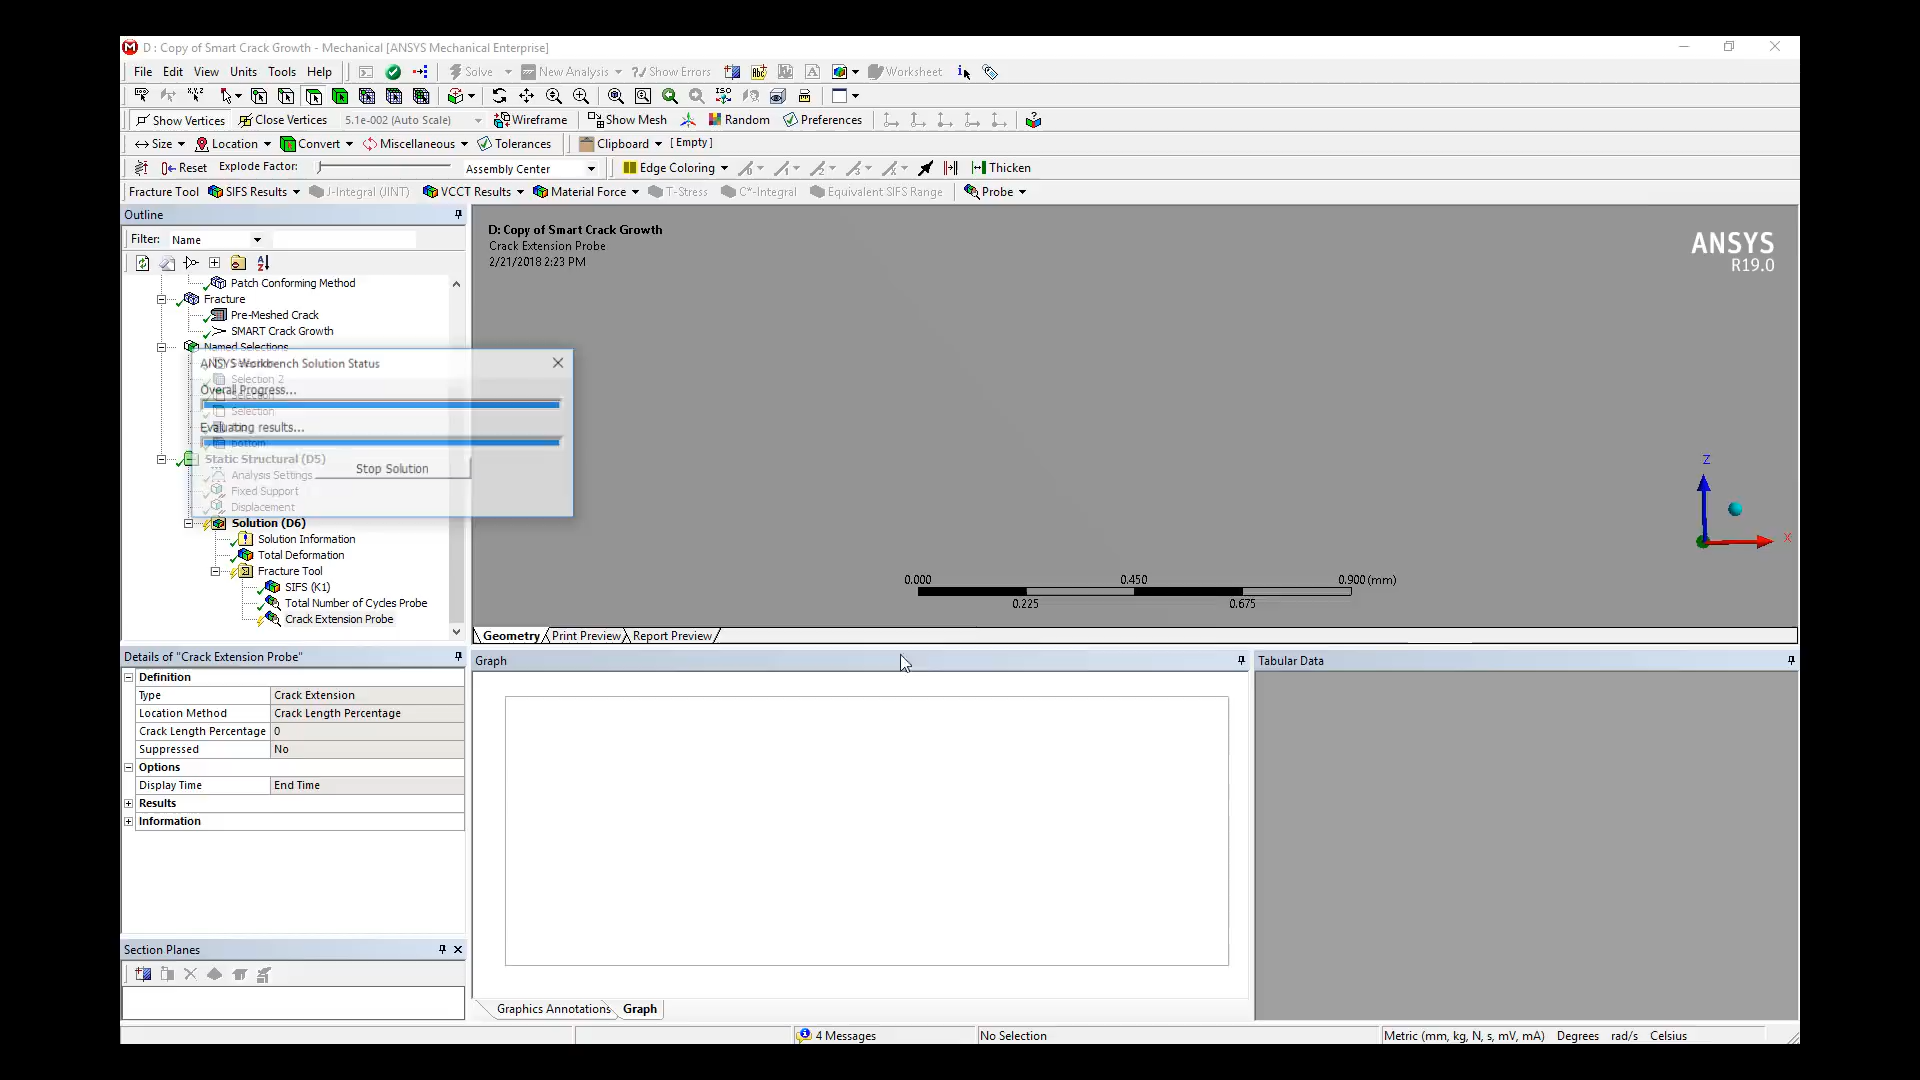 D : Copy of Smart Crack Growth - Mechanical [ANSYS Mechanical Enterprise]
File Edit View Units Tools Help Solve New Analysis Show Errors Worksheet
Show Vertices Close Vertices 5.1e-002 (Auto Scale) Wireframe Show Mesh Random Preferences
Size Location Convert Miscellaneous Tolerances Clipboard [ Empty ]
Reset Explode Factor: Assembly Center Edge Coloring Thicken
Fracture Tool SIFS Results J-Integral (JINT) VCCT Results Material Force T-Stress C*-Integral Equivalent SIFS Range Probe
Outline
Filter: Name
Patch Conforming Method
Fracture
Pre-Meshed Crack
SMART Crack Growth
Named Selections
ANSYS Workbench Solution Status
Selection 2
Overall Progress...
Selection
Evaluating results...
bottom
Static Structural (D5)
Stop Solution
Analysis Settings
Fixed Support
Displacement
Solution (D6)
Solution Information
Total Deformation
Fracture Tool
SIFS (K1)
Total Number of Cycles Probe
Crack Extension Probe
D: Copy of Smart Crack Growth
Crack Extension Probe
2/21/2018 2:23 PM
ANSYS
R19.0
Z
X
0.000 0.450 0.900 (mm)
0.225 0.675
Geometry Print Preview Report Preview
Details of "Crack Extension Probe"
Definition
Type Crack Extension
Location Method Crack Length Percentage
Crack Length Percentage 0
Suppressed No
Options
Display Time End Time
Results
Information
Section Planes
Graph
Graphics Annotations Graph
Tabular Data
4 Messages No Selection Metric (mm, kg, N, s, mV, mA) Degrees rad/s Celsius